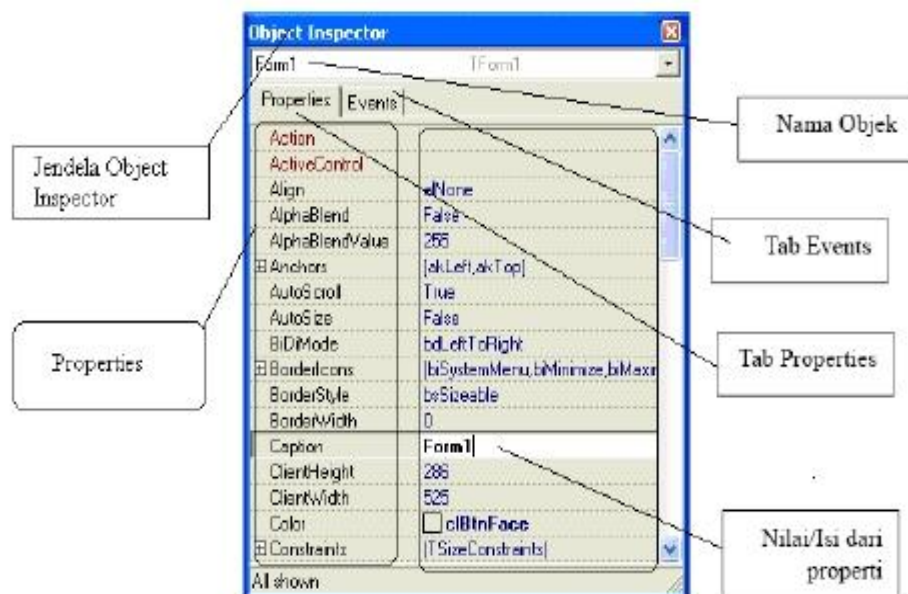 Object Inspector
Form1 TForm1
Properties Events
Action
ActiveControl
Align alNone
AlphaBlend False
AlphaBlendValue 255
Anchors [akLeft,akTop]
AutoScroll True
AutoSize False
BiDiMode bdLeftToRight
BorderIcons [biSystemMenu,biMinimize,biMaxim
BorderStyle bsSizeable
BorderWidth 0
Caption Form1
ClientHeight 286
ClientWidth 525
Color clBtnFace
Constraints (TSizeConstraints)
All shown
Jendela Object
Inspector
Properties
Nama Objek
Tab Events
Tab Properties
Nilai/Isi dari
properti